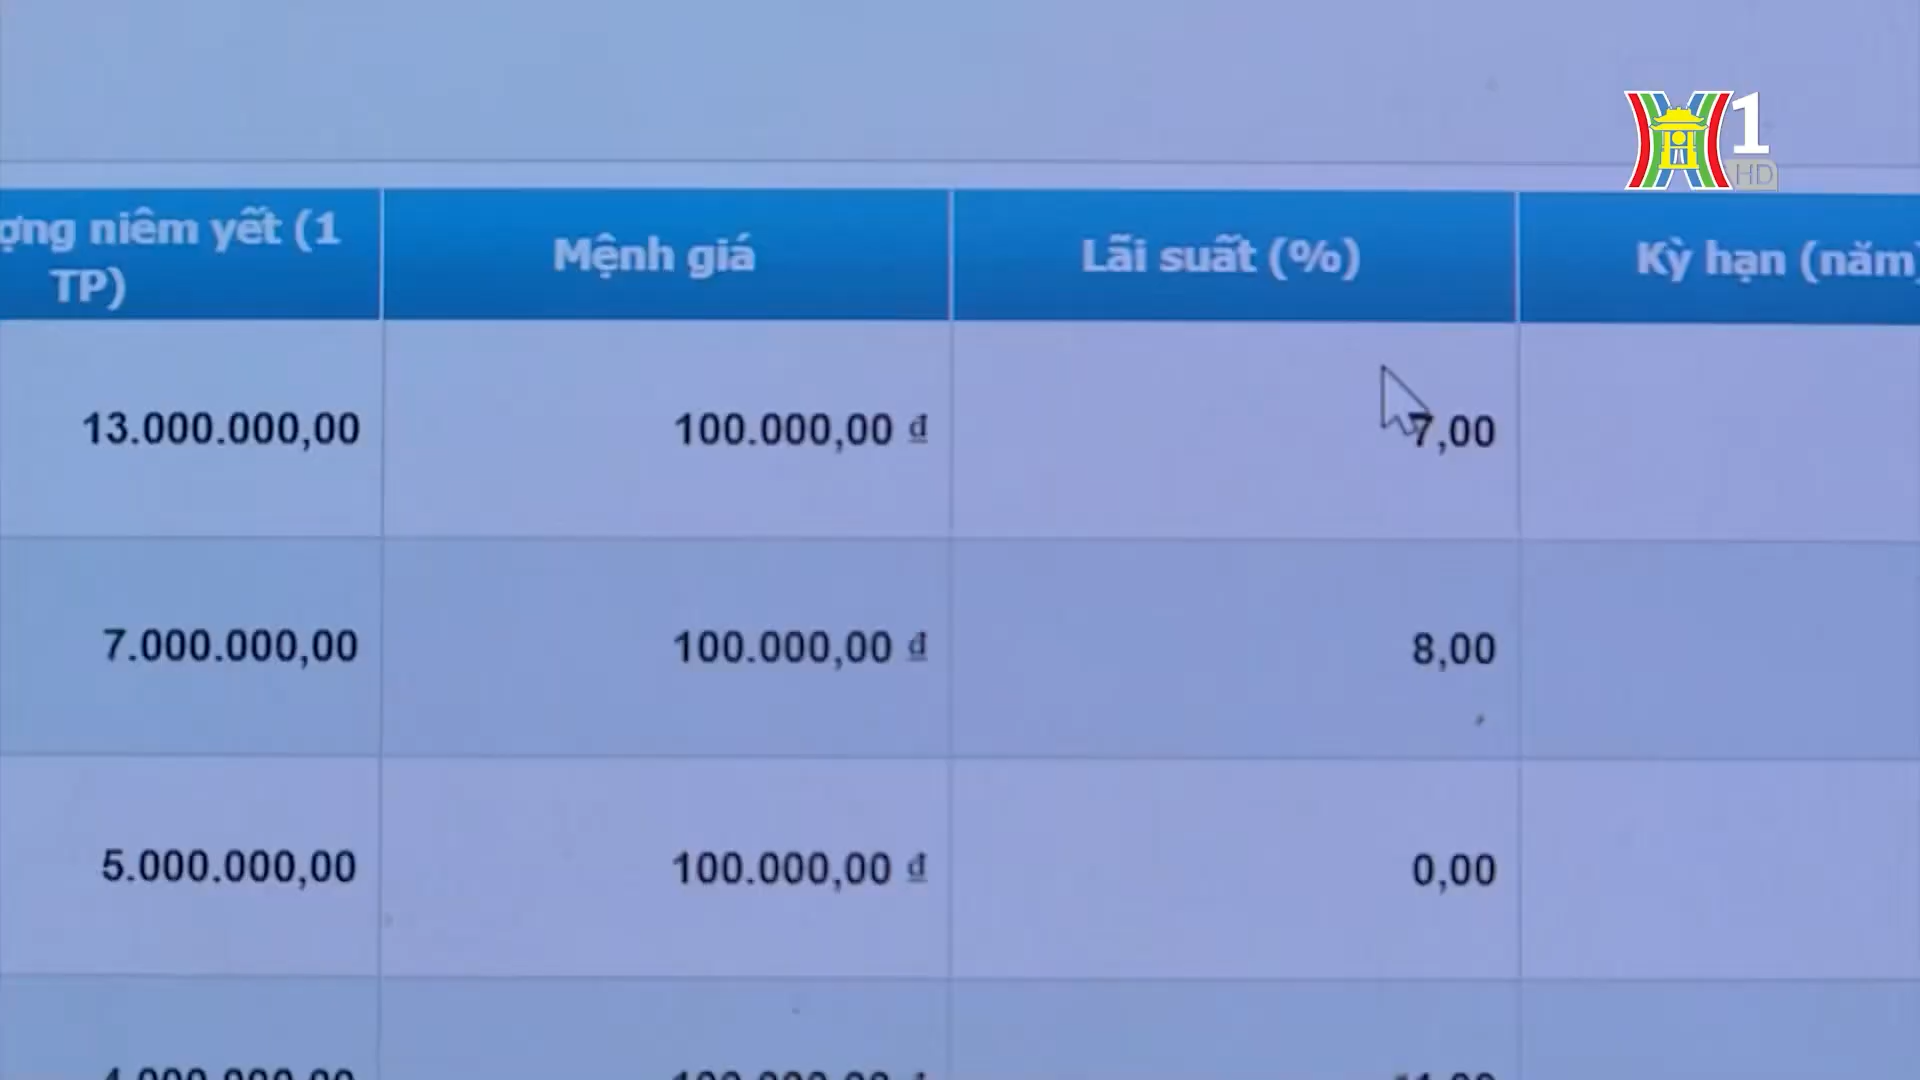 1
HD
niêm yết (1
TP)
Mệnh giá
Lãi suất (%)
Kỳ hạn (năm)
13.000.000,00
100.000,00 đ
7,00
7.000.000,00
100.000,00 đ
8,00
5.000.000,00
100.000,00 đ
0,00